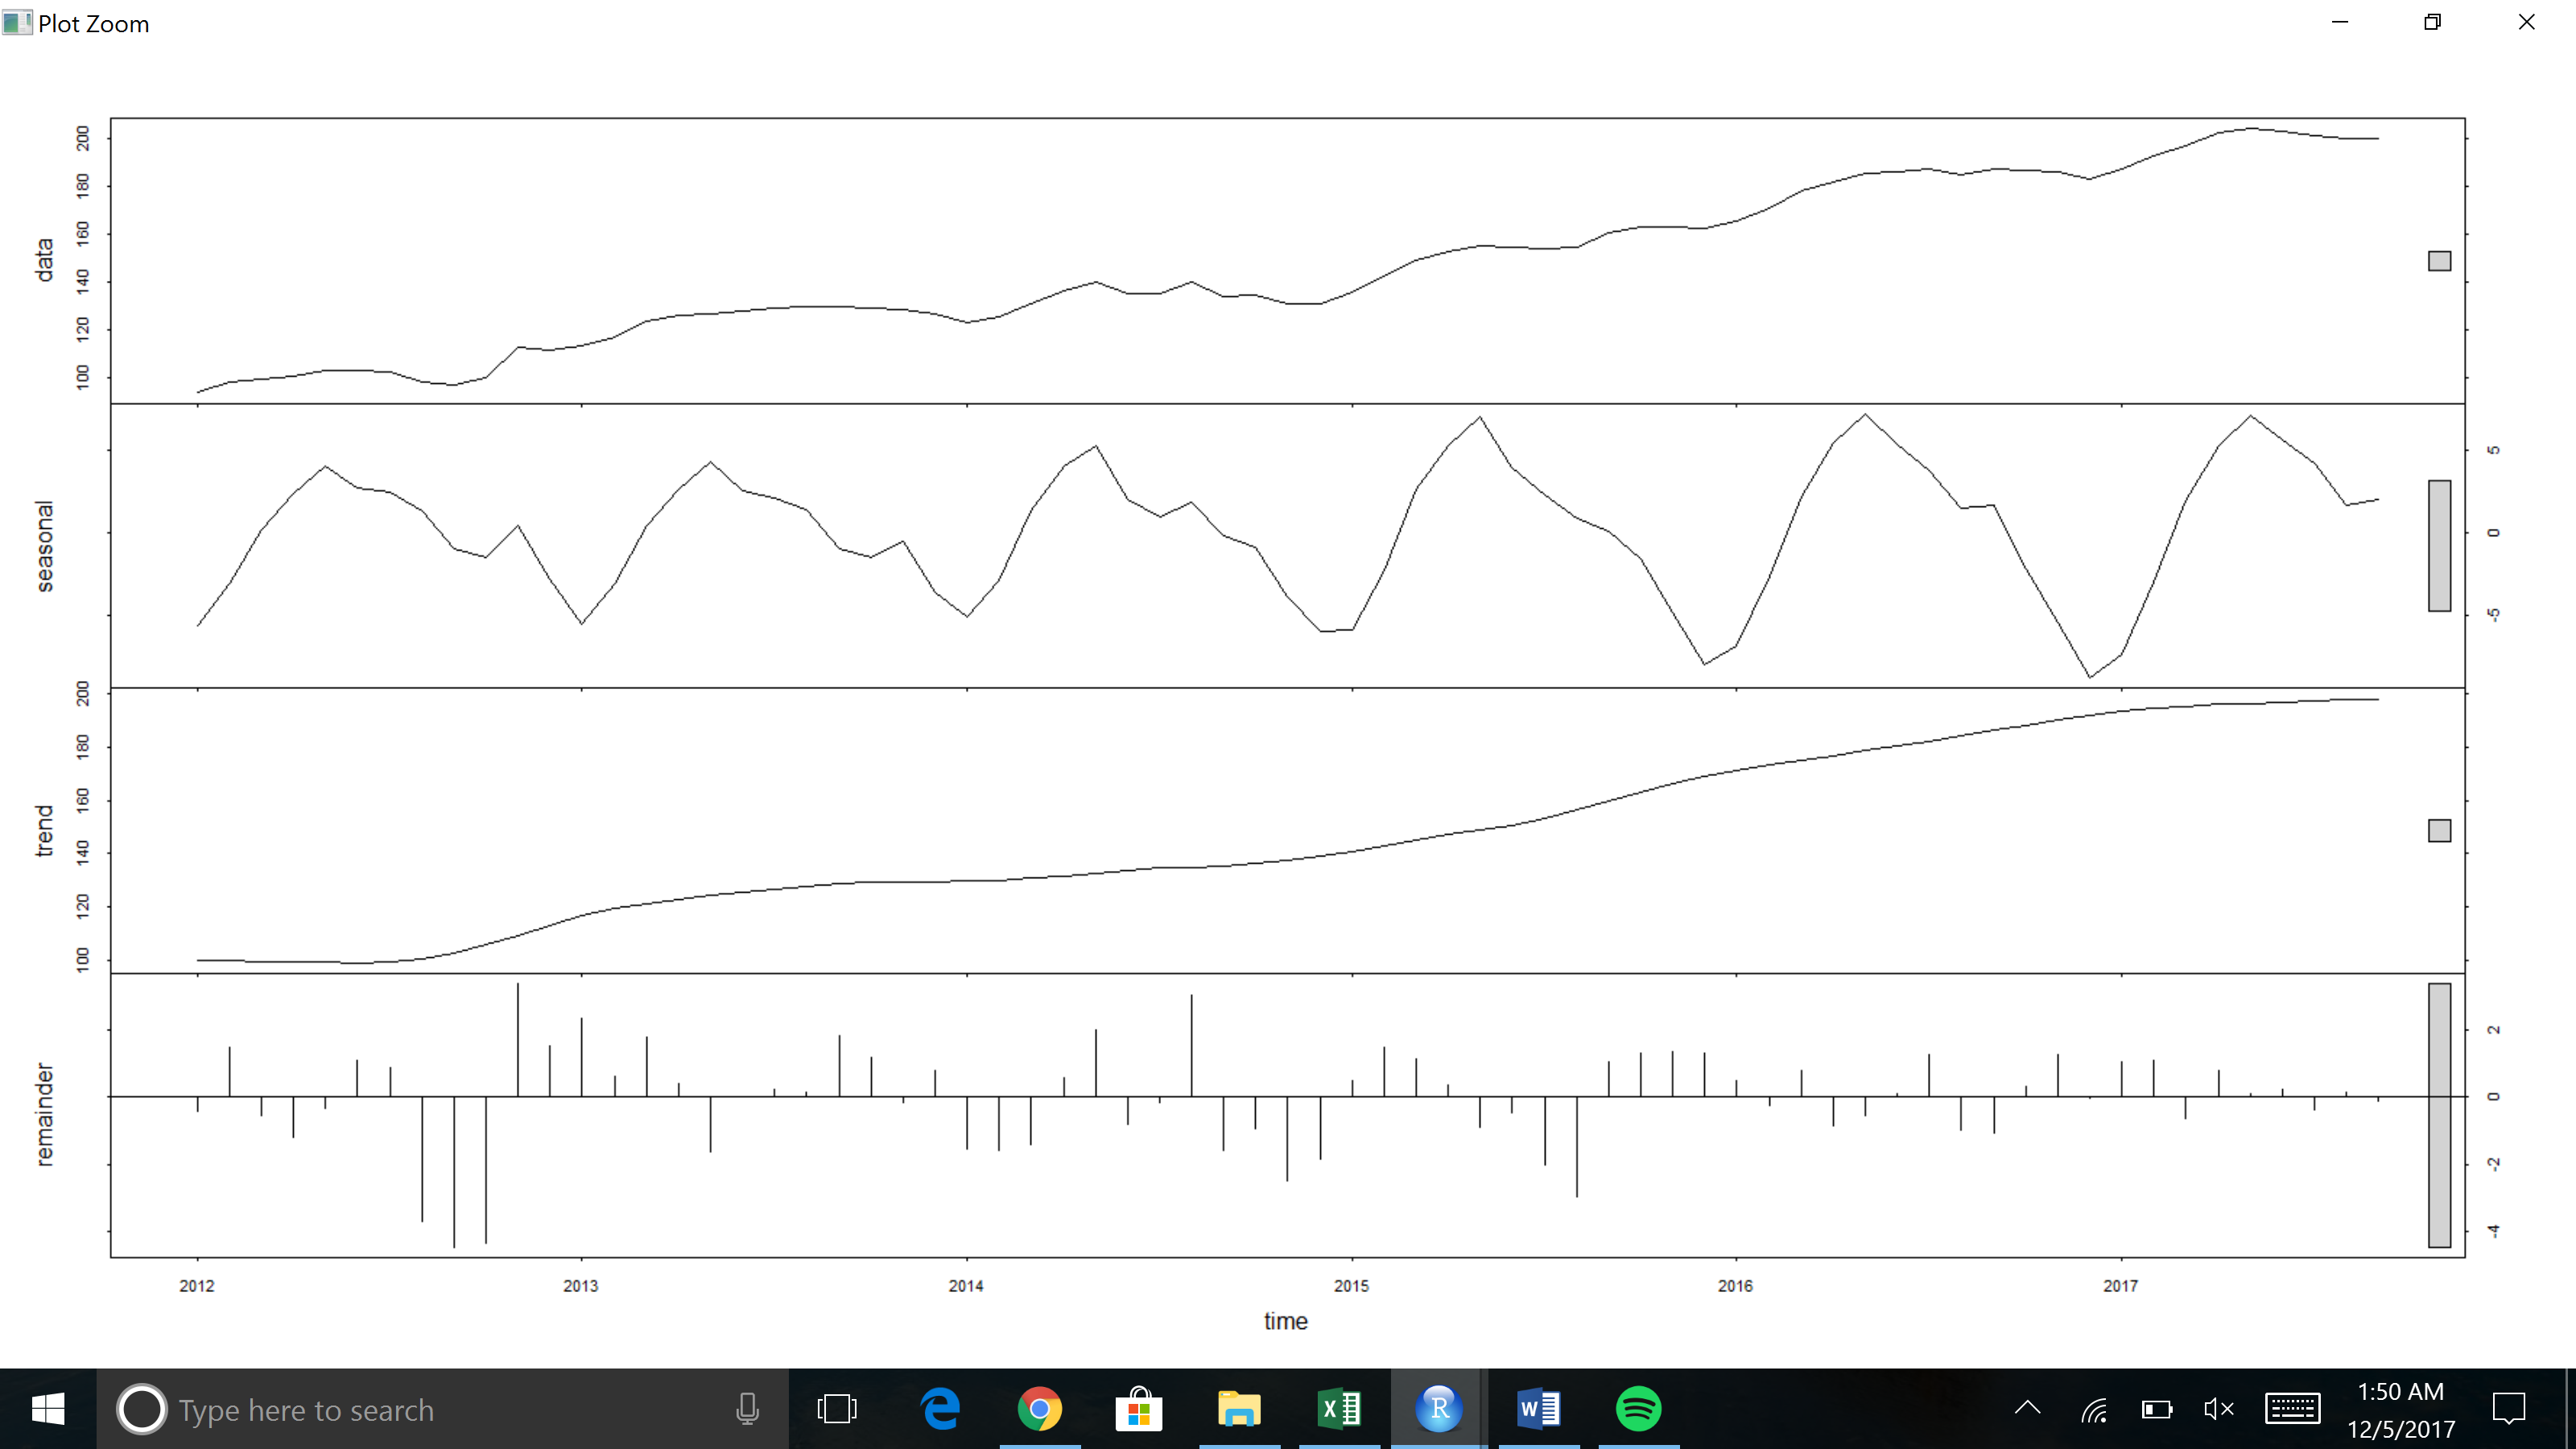 Plot Zoom
data
100 120 140 160 180 200
seasonal
-5 0 5
trend
100 120 140 160 180 200
remainder
-4 -2 0 2
2012 2013 2014 2015 2016 2017
time
Type here to search
1:50 AM
12/5/2017